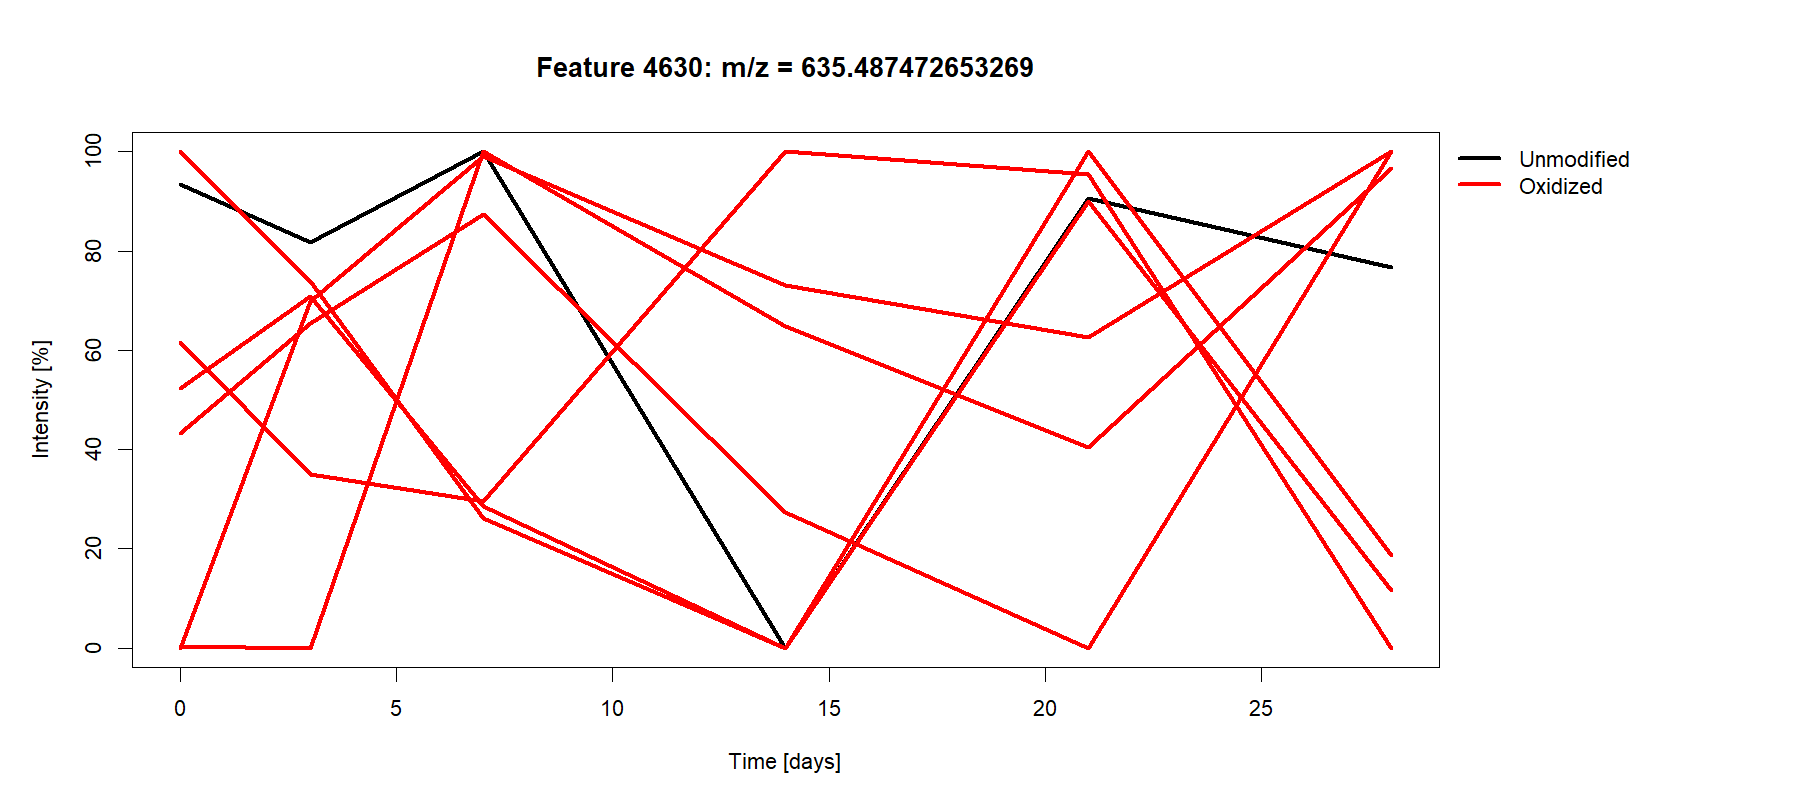 Feature 4630: m/z = 635.487472653269
Unmodified
Oxidized
Intensity [%]
100
80
60
40
20
0
0 5 10 15 20 25
Time [days]